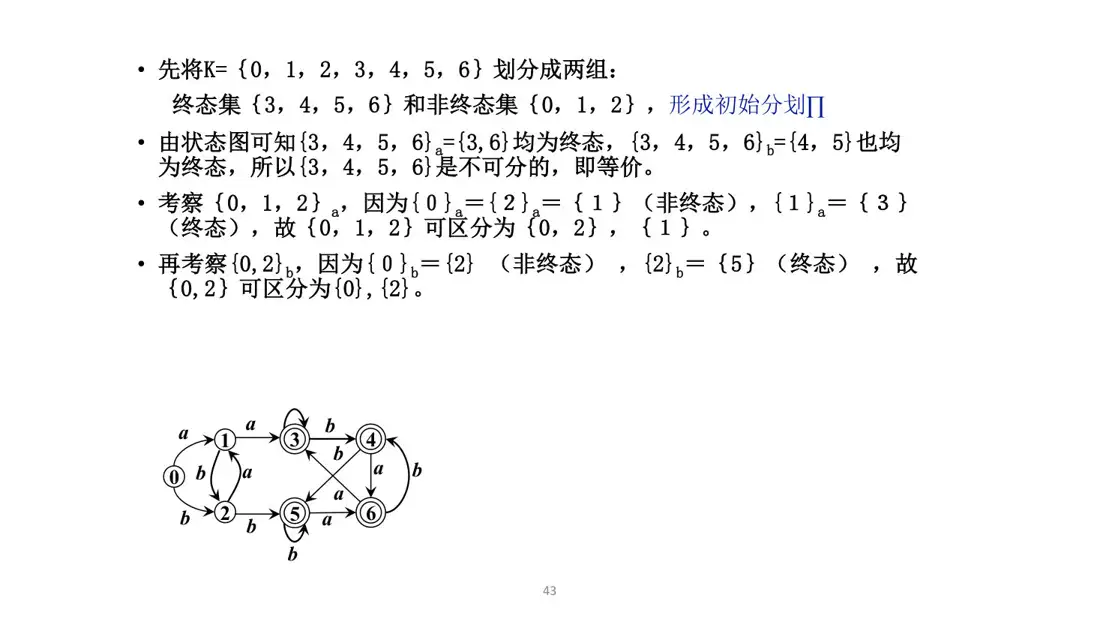 • 先将K=｛0，1，2，3，4，5，6｝划分成两组：
终态集｛3，4，5，6｝和非终态集｛0，1，2｝，形成初始分划∏
• 由状态图可知{3，4，5，6}a={3,6}均为终态，{3，4，5，6}b={4，5}也均
为终态，所以{3，4，5，6}是不可分的，即等价。
• 考察｛0，1，2｝a，因为{０}a＝{２}a＝｛１｝（非终态），{１}a＝｛３｝
（终态），故｛0，1，2｝可区分为｛0，2｝，｛１｝。
• 再考察{0,2}b，因为{０}b＝{2}（非终态），{2}b＝｛5｝（终态），故
｛0,2｝可区分为{0},{2}。
a 1 a 3 b 4
0 b a b a b
b 2 b 5 a a 6
b
43